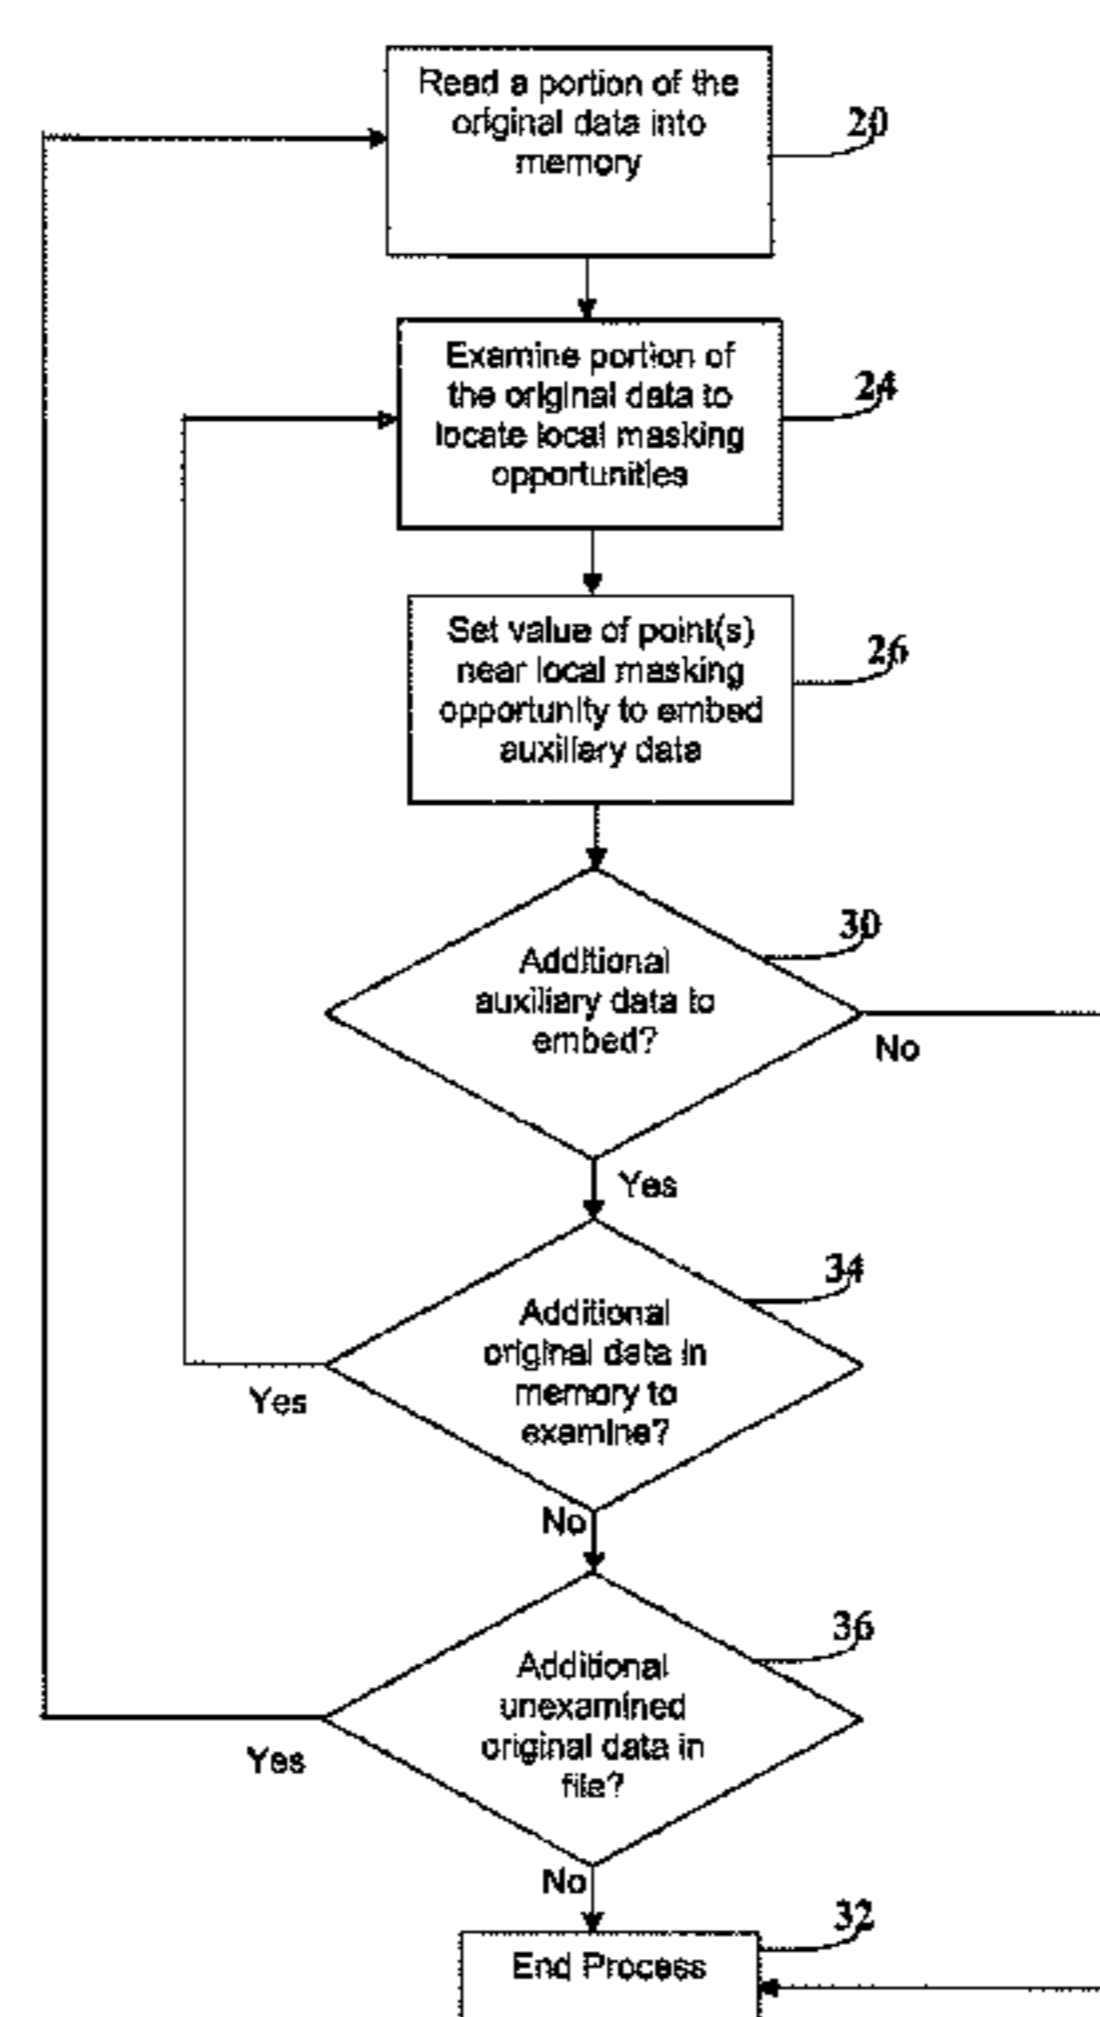 Read a portion of the
original data into
memory
20
Examine portion of
the original data to
locate local masking
opportunities
24
Set value of point(s)
near local masking
opportunity to embed
auxiliary data
26
Additional
auxiliary data to
embed?
30
No
Yes
Additional
original data in
memory to
examine?
34
Yes
No
Additional
unexamined
original data in
file?
36
Yes
No
End Process
32